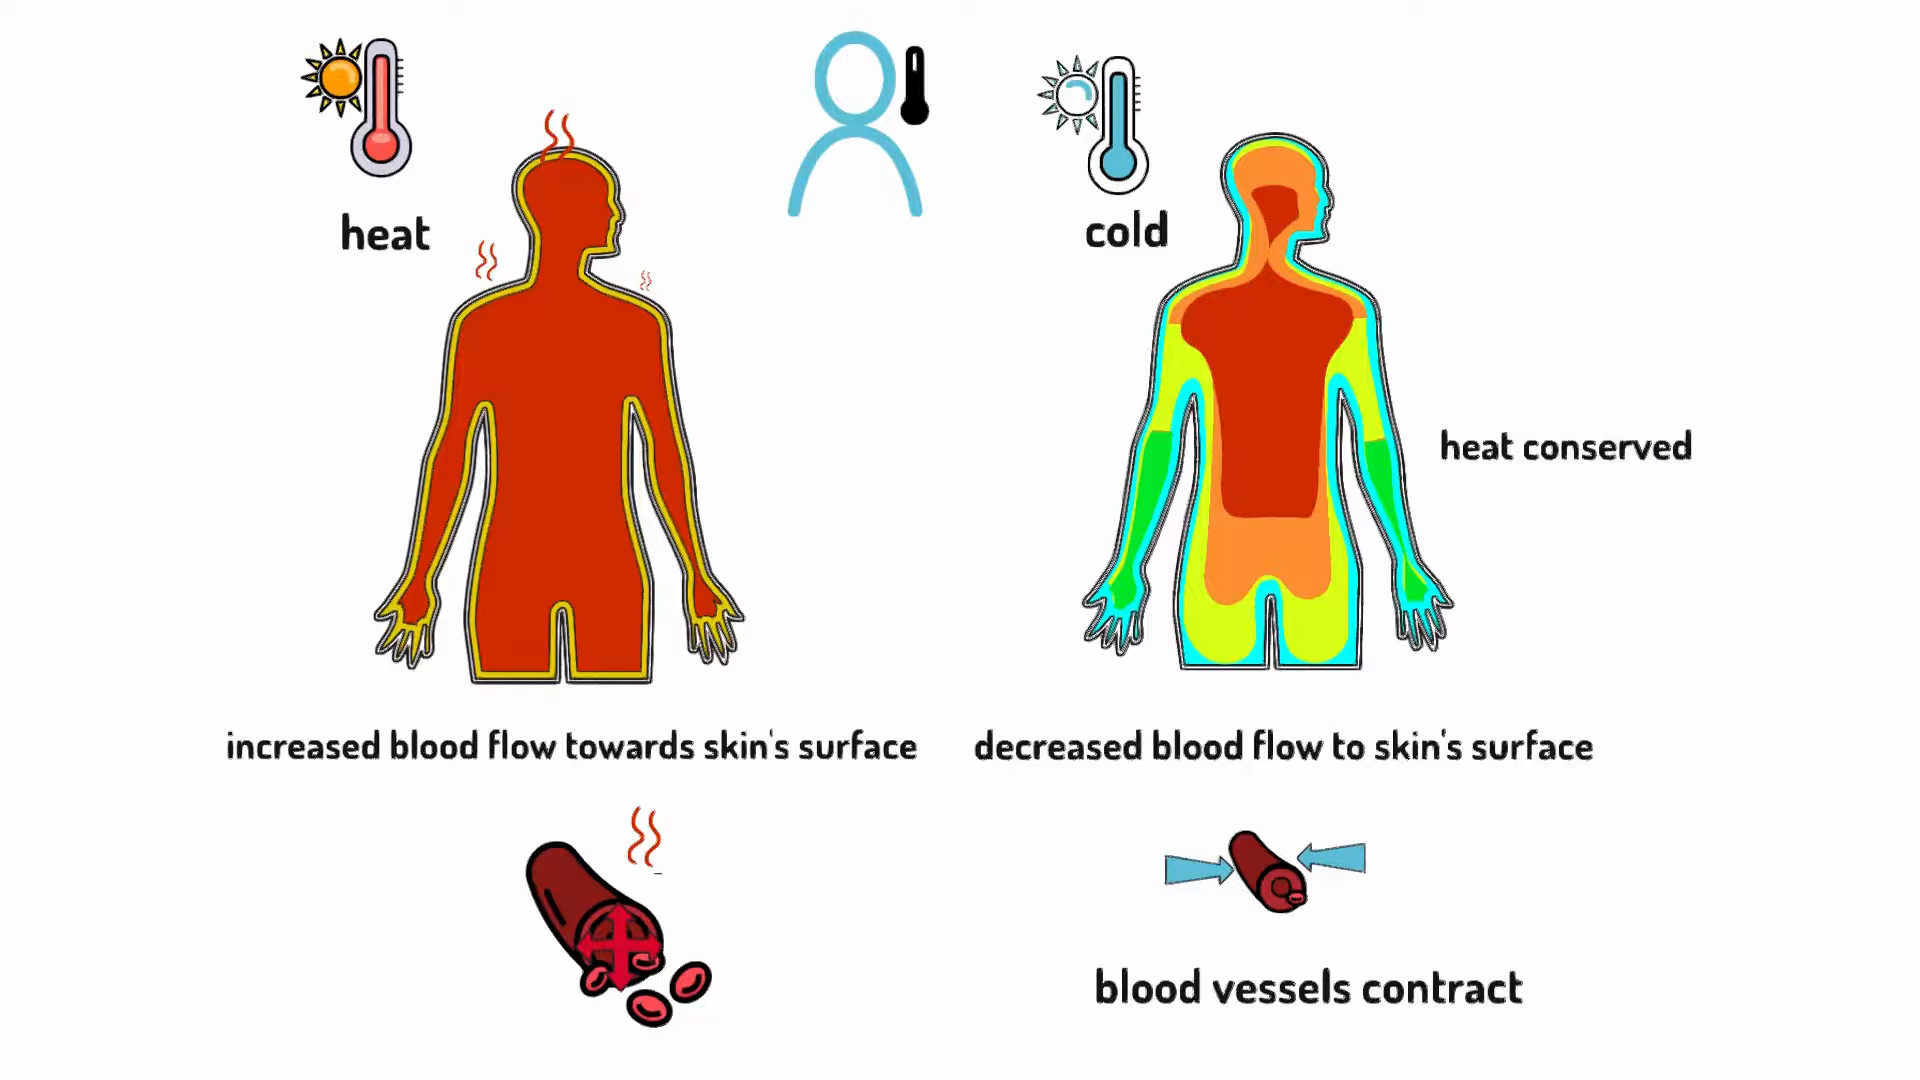 heat
cold
heat conserved
increased blood flow towards skin's surface
decreased blood flow to skin's surface
blood vessels contract